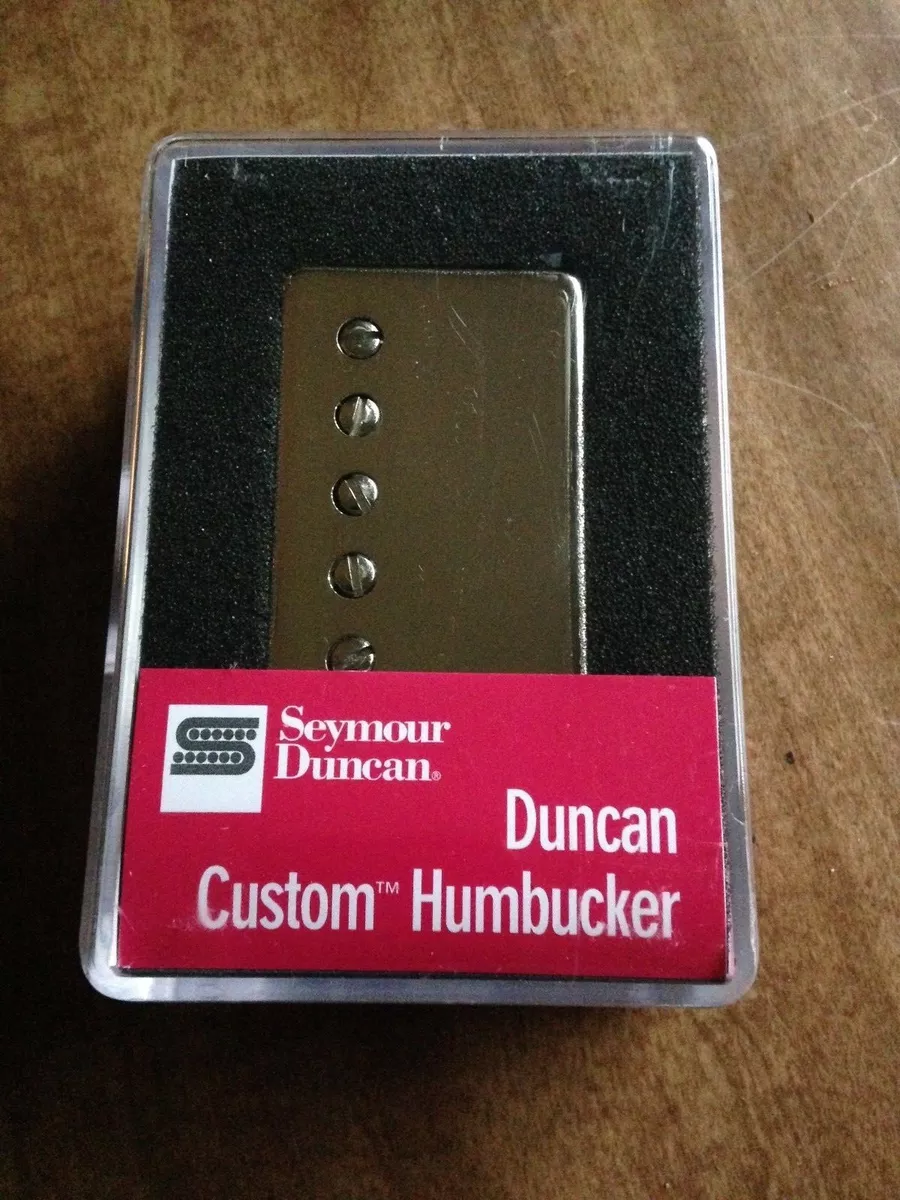 Seymour
Duncan®
Duncan
Custom™ Humbucker